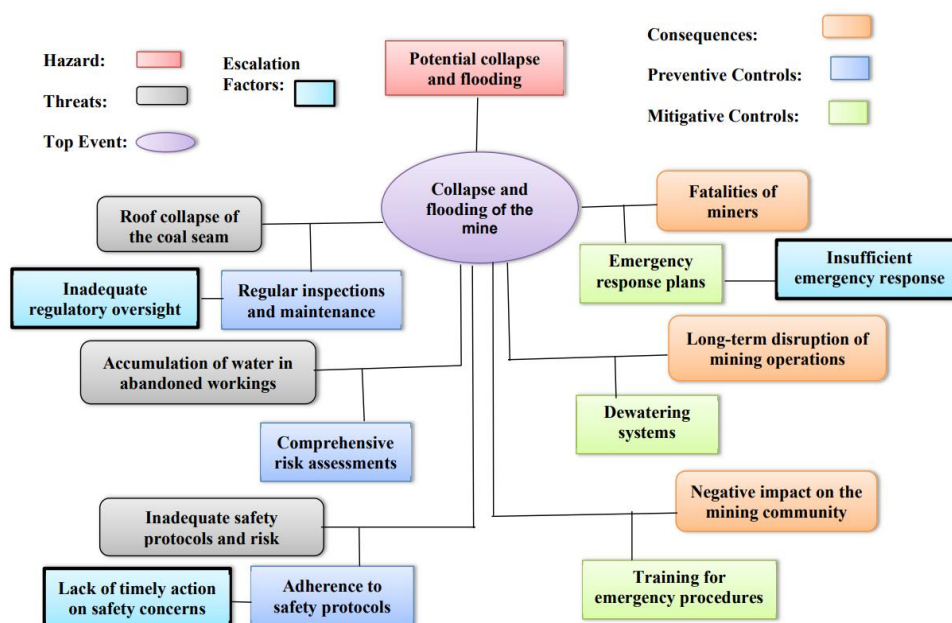 Hazard:
Threats:
Top Event:
Escalation
Factors:
Consequences:
Preventive Controls:
Mitigative Controls:
Potential collapse
and flooding
Collapse and
flooding of the
mine
Roof collapse of
the coal seam
Inadequate
regulatory oversight
Regular inspections
and maintenance
Accumulation of water in
abandoned workings
Comprehensive
risk assessments
Inadequate safety
protocols and risk
Lack of timely action
on safety concerns
Adherence to
safety protocols
Fatalities of
miners
Emergency
response plans
Insufficient
emergency response
Long-term disruption of
mining operations
Dewatering
systems
Negative impact on the
mining community
Training for
emergency procedures